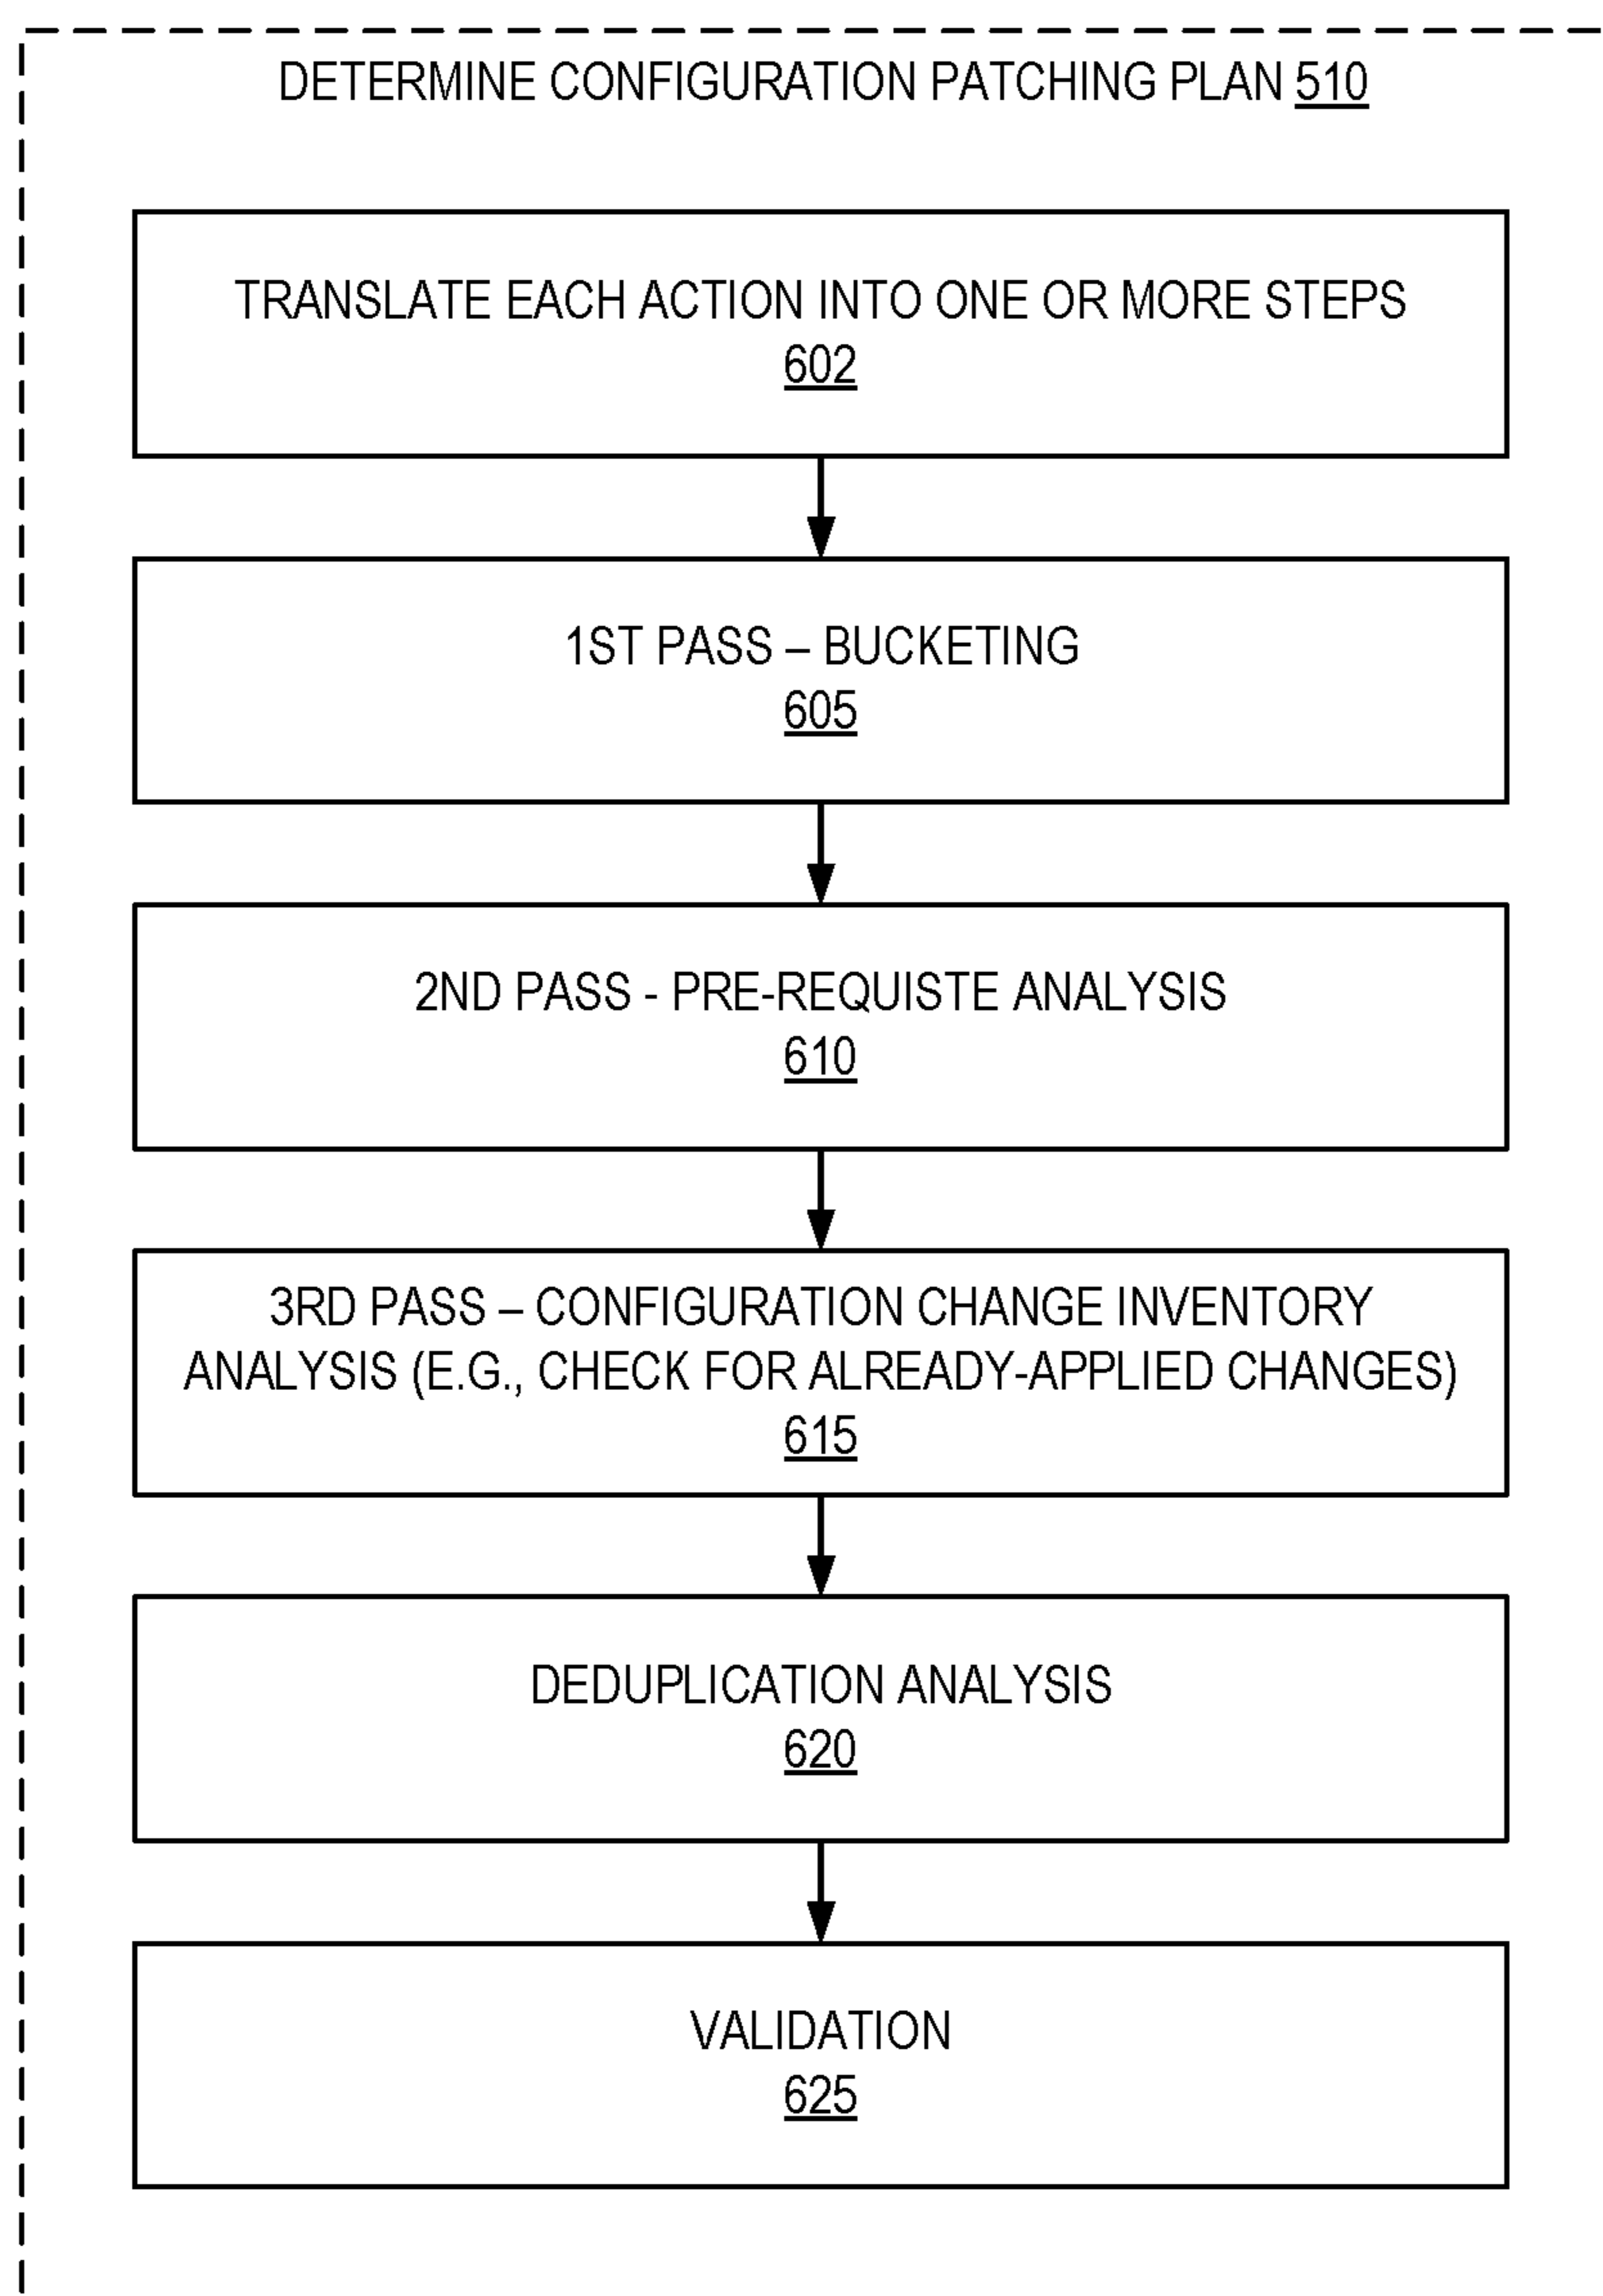 DETERMINE CONFIGURATION PATCHING PLAN 510
TRANSLATE EACH ACTION INTO ONE OR MORE STEPS
602
1ST PASS – BUCKETING
605
2ND PASS - PRE-REQUISTE ANALYSIS
610
3RD PASS – CONFIGURATION CHANGE INVENTORY
ANALYSIS (E.G., CHECK FOR ALREADY-APPLIED CHANGES)
615
DEDUPLICATION ANALYSIS
620
VALIDATION
625